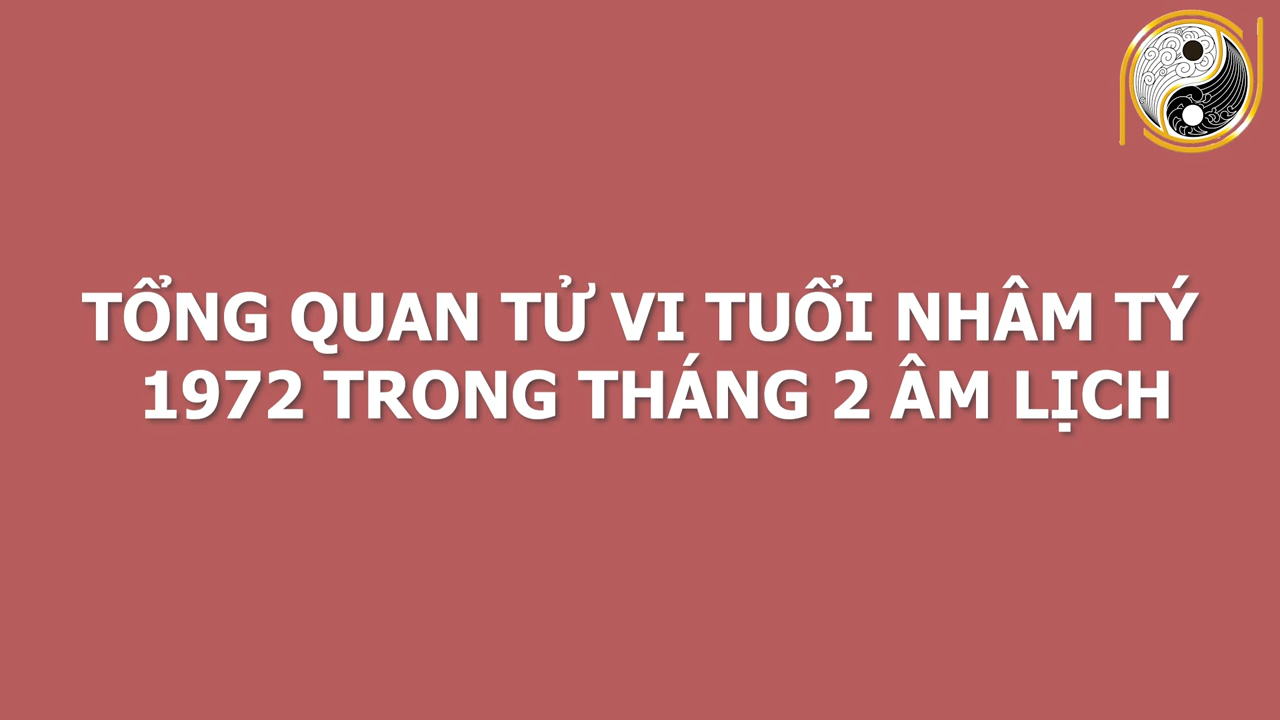 TỔNG QUAN TỬ VI TUỔI NHÂM TÝ
1972 TRONG THÁNG 2 ÂM LỊCH